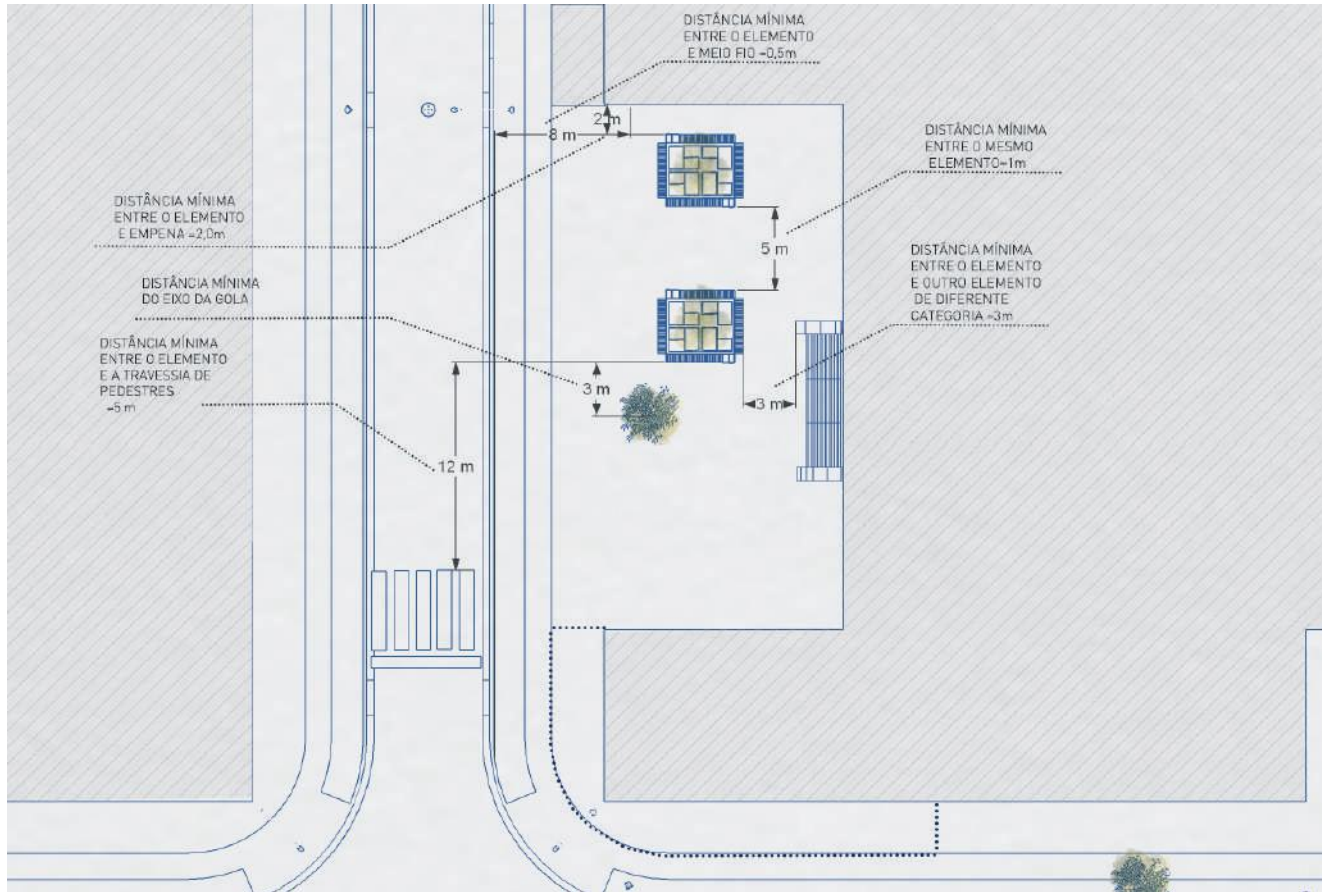 DISTÂNCIA MÍNIMA
ENTRE O ELEMENTO
E MEIO FIO =0,5m
2 m
8 m
DISTÂNCIA MÍNIMA
ENTRE O MESMO
ELEMENTO=1m
DISTÂNCIA MÍNIMA
ENTRE O ELEMENTO
E EMPENA =2,0m
5 m
DISTÂNCIA MÍNIMA
ENTRE O ELEMENTO
E OUTRO ELEMENTO
DE DIFERENTE
CATEGORIA =3m
DISTÂNCIA MÍNIMA
DO EIXO DA GOLA
DISTÂNCIA MÍNIMA
ENTRE O ELEMENTO
E A TRAVESSIA DE
PEDESTRES
=5 m
3 m
3 m
12 m